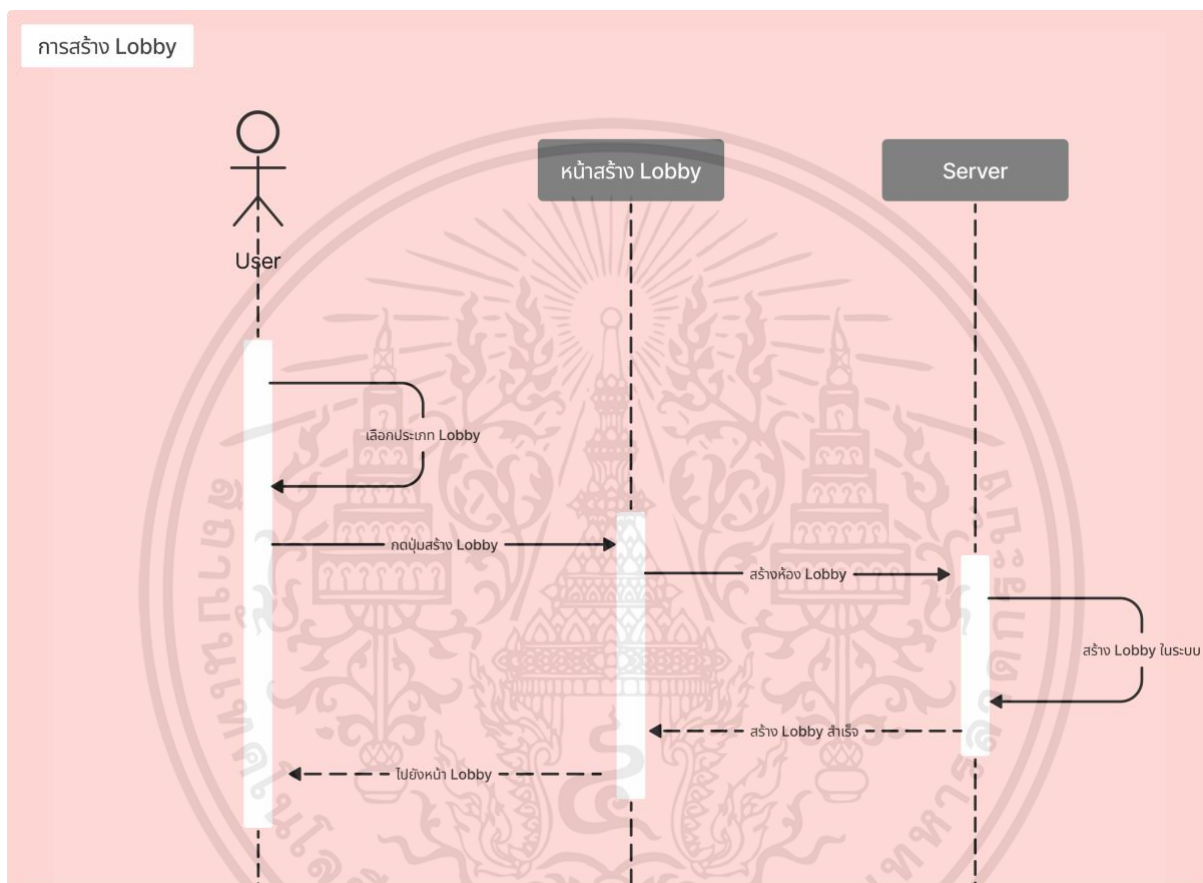 การสร้าง Lobby
หน้าสร้าง Lobby
Server
User
เลือกประเภท Lobby
กดปุ่มสร้าง Lobby
สร้างห้อง Lobby
สร้าง Lobby ในระบบ
สร้าง Lobby สำเร็จ
ไปยังหน้า Lobby